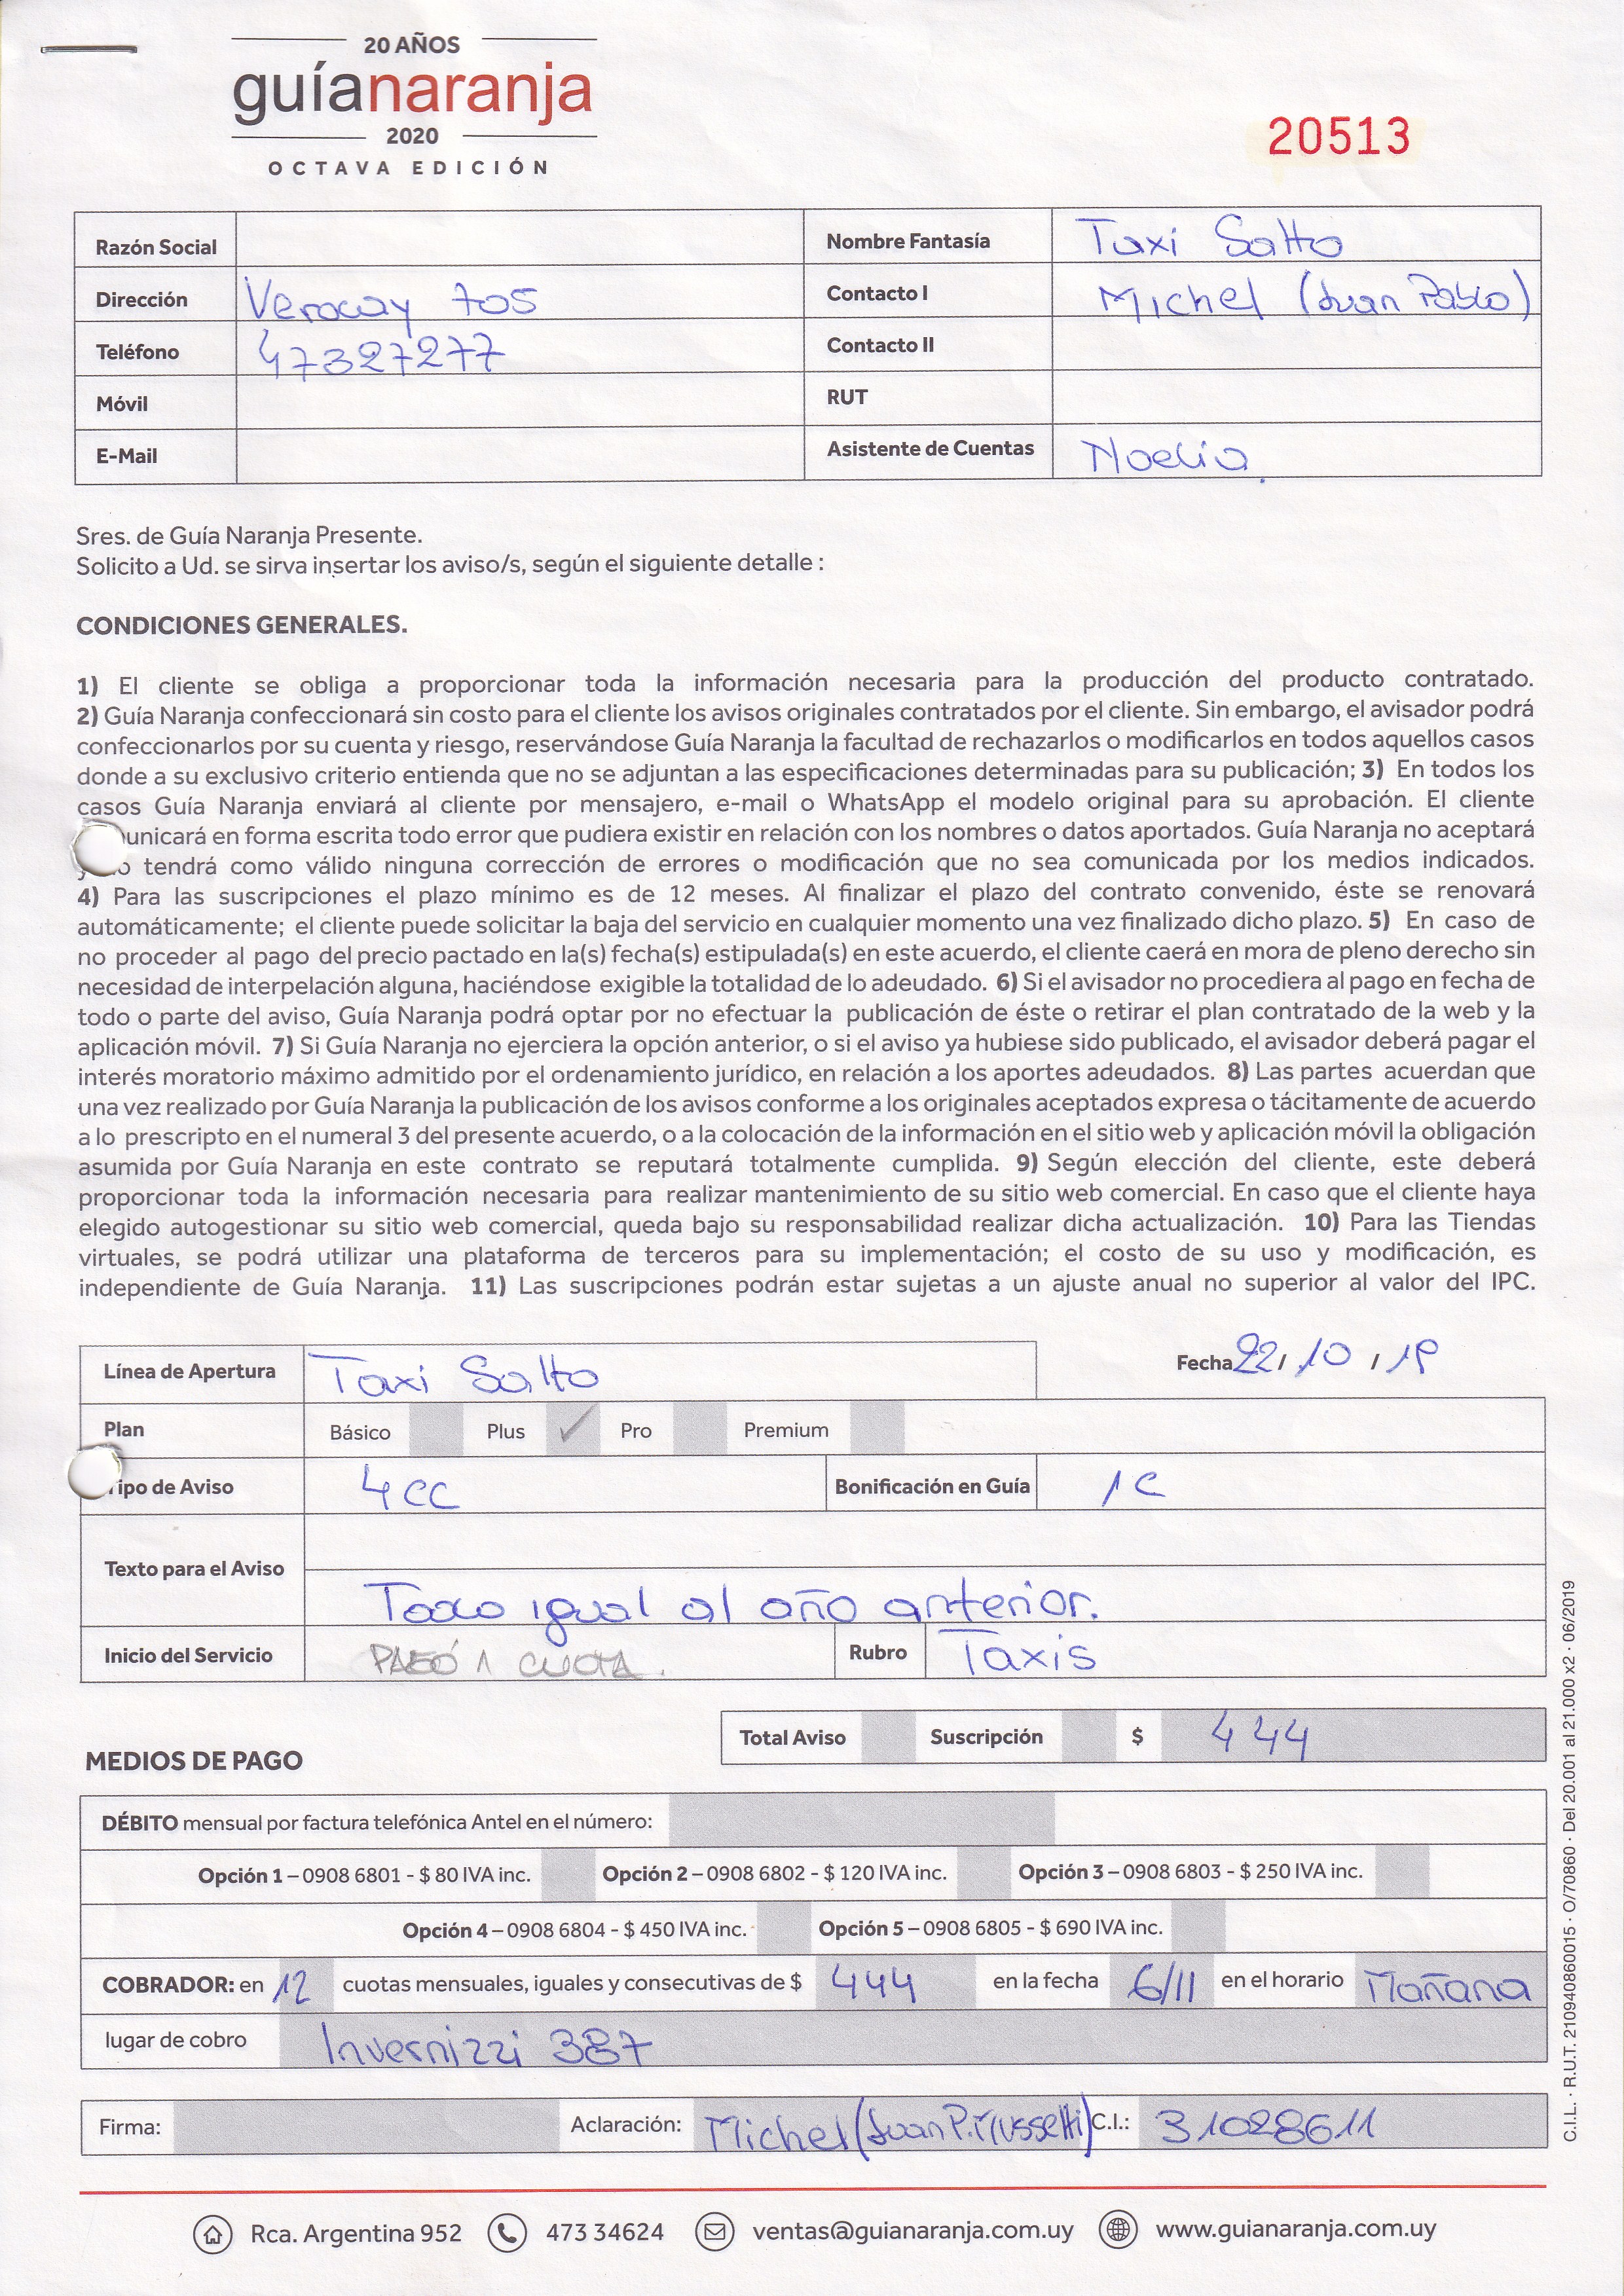 20 AÑOS
guíanaranja
2020
OCTAVA EDICIÓN
20513
Razón Social
Nombre Fantasía Taxi Salto
Dirección 705
Contacto I Michel (Juan Pablo)
Teléfono 47327277
Contacto II
Móvil
RUT
E-Mail
Asistente de Cuentas Noelia.
Sres. de Guía Naranja Presente.
Solicito a Ud. se sirva insertar los aviso/s, según el siguiente detalle :
CONDICIONES GENERALES.
1) El cliente se obliga a proporcionar toda la información necesaria para la producción del producto contratado.
2) Guía Naranja confeccionará sin costo para el cliente los avisos originales contratados por el cliente. Sin embargo, el avisador podrá
confeccionarlos por su cuenta y riesgo, reservándose Guía Naranja la facultad de rechazarlos o modificarlos en todos aquellos casos
donde a su exclusivo criterio entienda que no se adjuntan a las especificaciones determinadas para su publicación; 3) En todos los
casos Guía Naranja enviará al cliente por mensajero, e-mail o WhatsApp el modelo original para su aprobación. El cliente
unicará en forma escrita todo error que pudiera existir en relación con los nombres o datos aportados. Guía Naranja no aceptará
tendrá como válido ninguna corrección de errores o modificación que no sea comunicada por los medios indicados.
4) Para las suscripciones el plazo mínimo es de 12 meses. Al finalizar el plazo del contrato convenido, éste se renovará
automáticamente; el cliente puede solicitar la baja del servicio en cualquier momento una vez finalizado dicho plazo. 5) En caso de
no proceder al pago del precio pactado en la(s) fecha(s) estipulada(s) en este acuerdo, el cliente caerá en mora de pleno derecho sin
necesidad de interpelación alguna, haciéndose exigible la totalidad de lo adeudado. 6) Si el avisador no procediera al pago en fecha de
todo o parte del aviso, Guía Naranja podrá optar por no efectuar la publicación de éste o retirar el plan contratado de la web y la
aplicación móvil. 7) Si Guía Naranja no ejerciera la opción anterior, o si el aviso ya hubiese sido publicado, el avisador deberá pagar el
interés moratorio máximo admitido por el ordenamiento jurídico, en relación a los aportes adeudados. 8) Las partes acuerdan que
una vez realizado por Guía Naranja la publicación de los avisos conforme a los originales aceptados expresa o tácitamente de acuerdo
a lo prescripto en el numeral 3 del presente acuerdo, o a la colocación de la información en el sitio web y aplicación móvil la obligación
asumida por Guía Naranja en este contrato se reputará totalmente cumplida. 9) Según elección del cliente, este deberá
proporcionar toda la información necesaria para realizar mantenimiento de su sitio web comercial. En caso que el cliente haya
elegido autogestionar su sitio web comercial, queda bajo su responsabilidad realizar dicha actualización. 10) Para las Tiendas
virtuales, se podrá utilizar una plataforma de terceros para su implementación; el costo de su uso y modificación, es
independiente de Guía Naranja. 11) Las suscripciones podrán estar sujetas a un ajuste anual no superior al valor del IPC.
Línea de Apertura Taxi Salto
Fecha 22/ 10 / 19
Plan Básico Plus ✓ Pro Premium
Tipo de Aviso 4 CC Bonificación en Guía 1 C
Texto para el Aviso
Todo igual al año anterior.
Inicio del Servicio PASÓ 1 CUOTA. Rubro Taxis
Total Aviso Suscripción $ 444
MEDIOS DE PAGO
DÉBITO mensual por factura telefónica Antel en el número:
Opción 1 – 0908 6801 - $ 80 IVA inc. Opción 2 – 0908 6802 - $ 120 IVA inc. Opción 3 – 0908 6803 - $ 250 IVA inc.
Opción 4 – 0908 6804 - $ 450 IVA inc. Opción 5 – 0908 6805 - $ 690 IVA inc.
COBRADOR: en 12 cuotas mensuales, iguales y consecutivas de $ 444 en la fecha 6/11 en el horario Mañana
lugar de cobro Invernizzi 387
Firma: Aclaración: Michel (Juan P. Mussetti) C.I.: 31028611
Rca. Argentina 952 473 34624 ventas@guianaranja.com.uy www.guianaranja.com.uy
C.I.L. · R.U.T. 210940860015 · O/70860 · Del 20.001 al 21.000 x2 · 06/2019